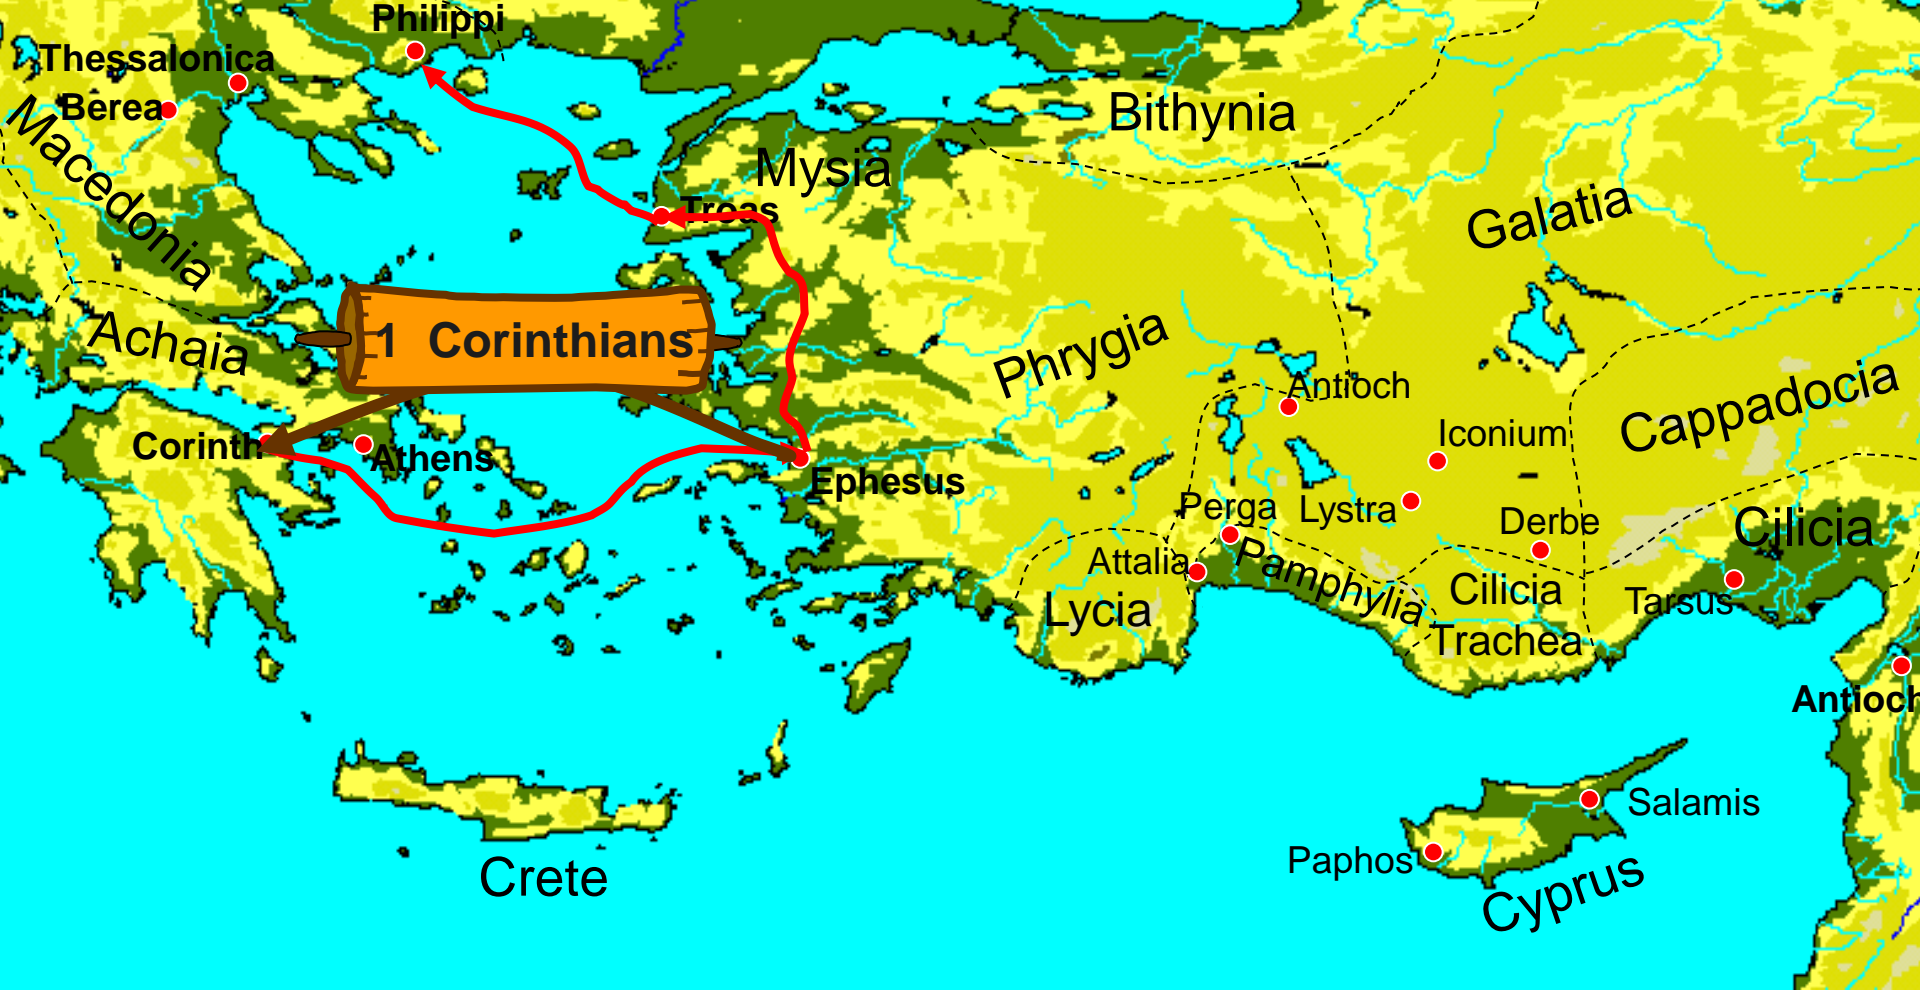 Philippi
Thessalonica
Berea
Macedonia
Bithynia
Mysia
Troas
Galatia
Achaia
1 Corinthians
Phrygia
Antioch
Cappadocia
Corinth
Athens
Ephesus
Iconium
Perga
Lystra
Derbe
Cilicia
Attalia
Pamphylia
Lycia
Cilicia
Trachea
Tarsus
Antioch
Salamis
Paphos
Cyprus
Crete